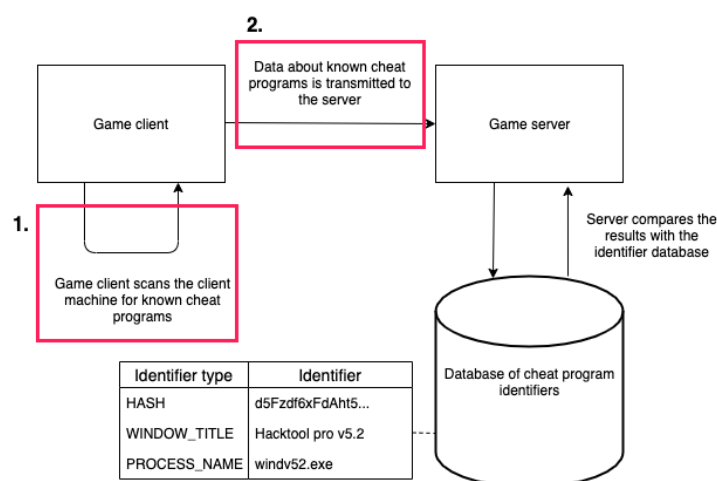 2.
Data about known cheat
programs is transmitted to
the server
Game client
Game server
1.
Game client scans the client
machine for known cheat
programs
Server compares the
results with the
identifier database
Database of cheat program
identifiers
Identifier type Identifier
HASH d5Fzdf6xFdAht5...
WINDOW_TITLE Hacktool pro v5.2
PROCESS_NAME windv52.exe